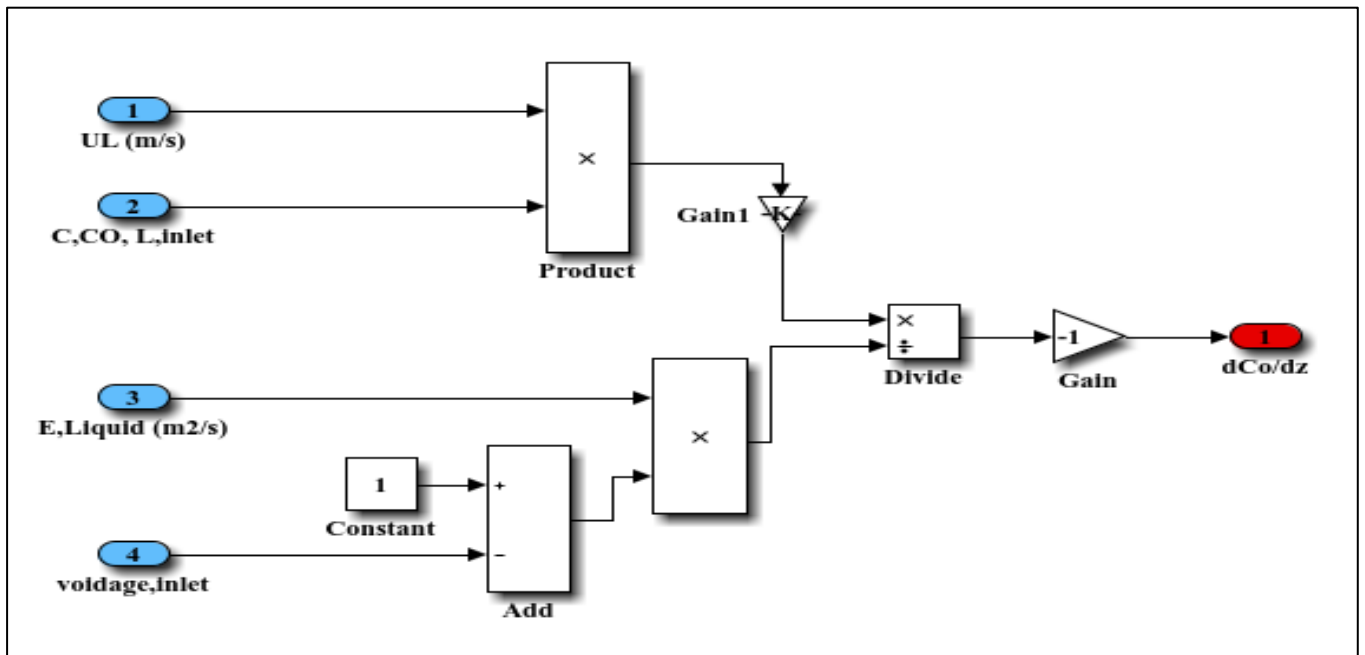 1
UL (m/s)
2
C,CO, L,inlet
×
Product
Gain1
-K-
3
E,Liquid (m2/s)
1
Constant
4
voidage,inlet
+
−
Add
×
×
÷
Divide
-1
Gain
1
dCo/dz